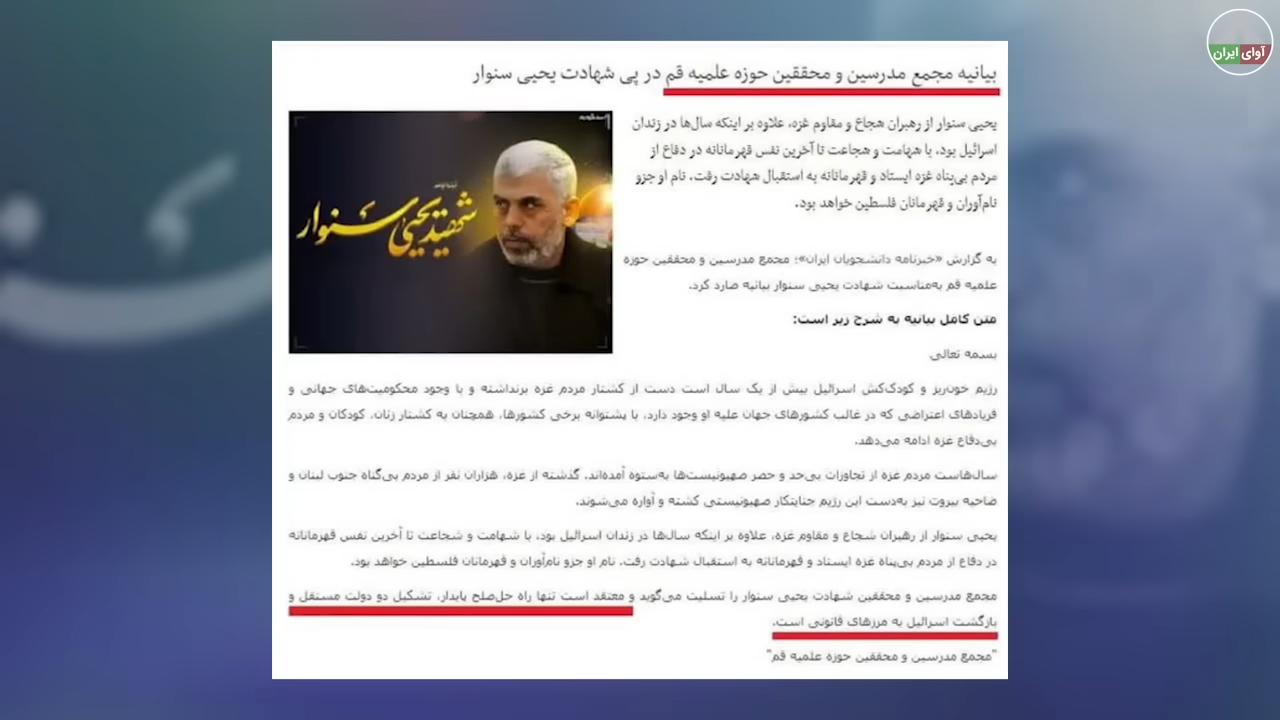 آوای ایران
بیانیه مجمع مدرسین و محققین حوزه علمیه قم در پی شهادت یحیی سنوار
یحیی سنوار از رهبران شجاع و مقاوم غزه، علاوه بر اینکه سال‌ها در زندان
اسرائیل بود، با شهامت و شجاعت تا آخرین نفس قهرمانانه در دفاع از
مردم بی‌پناه غزه ایستاد و قهرمانانه به استقبال شهادت رفت. نام او جزو
نام‌آوران و قهرمانان فلسطین خواهد بود.
شهید یحیی سنوار
به گزارش «خبرنامه دانشجویان ایران»؛ مجمع مدرسین و محققین حوزه
علمیه قم به‌مناسبت شهادت یحیی سنوار بیانیه صادر کرد.
متن کامل بیانیه به شرح زیر است:
بسمه تعالی
رژیم خون‌ریز و کودک‌کش اسرائیل بیش از یک سال است دست از کشتار مردم غزه برنداشته و با وجود محکومیت‌های جهانی و
فریادهای اعتراضی که در غالب کشورهای جهان علیه او وجود دارد، با پشتوانه برخی کشورها، همچنان به کشتار زنان، کودکان و مردم
بی‌دفاع غزه ادامه می‌دهد.
سال‌هاست مردم غزه از تجاوزات بی‌حد و حصر صهیونیست‌ها به‌ستوه آمده‌اند. گذشته از غزه، هزاران نفر از مردم بی‌گناه جنوب لبنان و
ضاحیه بیروت نیز به‌دست این رژیم جنایتکار صهیونیستی کشته و آواره می‌شوند.
یحیی سنوار از رهبران شجاع و مقاوم غزه، علاوه بر اینکه سال‌ها در زندان اسرائیل بود، با شهامت و شجاعت تا آخرین نفس قهرمانانه
در دفاع از مردم بی‌پناه غزه ایستاد و قهرمانانه به استقبال شهادت رفت. نام او جزو نام‌آوران و قهرمانان فلسطین خواهد بود.
مجمع مدرسین و محققین شهادت یحیی سنوار را تسلیت می‌گوید و معتقد است تنها راه حل‌صلح پایدار، تشکیل دو دولت مستقل و
بازگشت اسرائیل به مرزهای قانونی است.
"مجمع مدرسین و محققین حوزه علمیه قم"